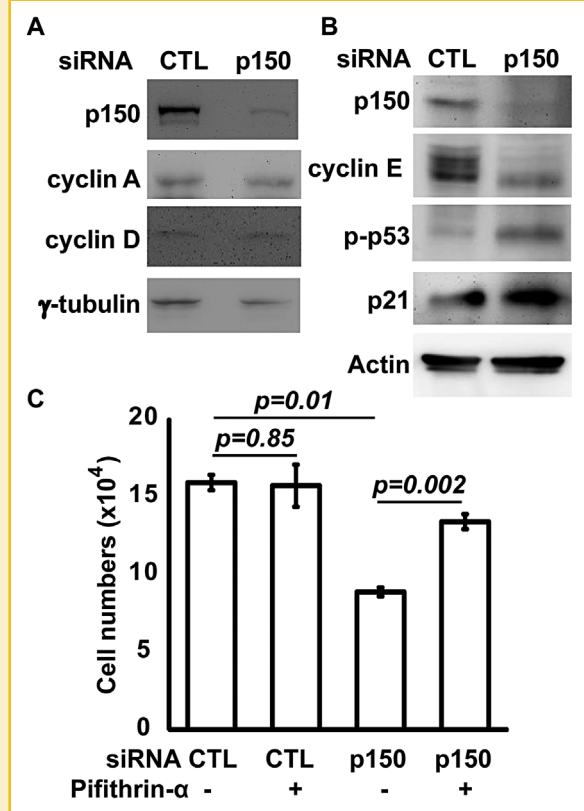 A
siRNA CTL p150
p150
cyclin A
cyclin D
γ-tubulin
B
siRNA CTL p150
p150
cyclin E
p-p53
p21
Actin
C
Cell numbers (x10⁴)
20
15
10
5
0
p=0.01
p=0.85
p=0.002
siRNA CTL CTL p150 p150
Pifithrin-α - + - +